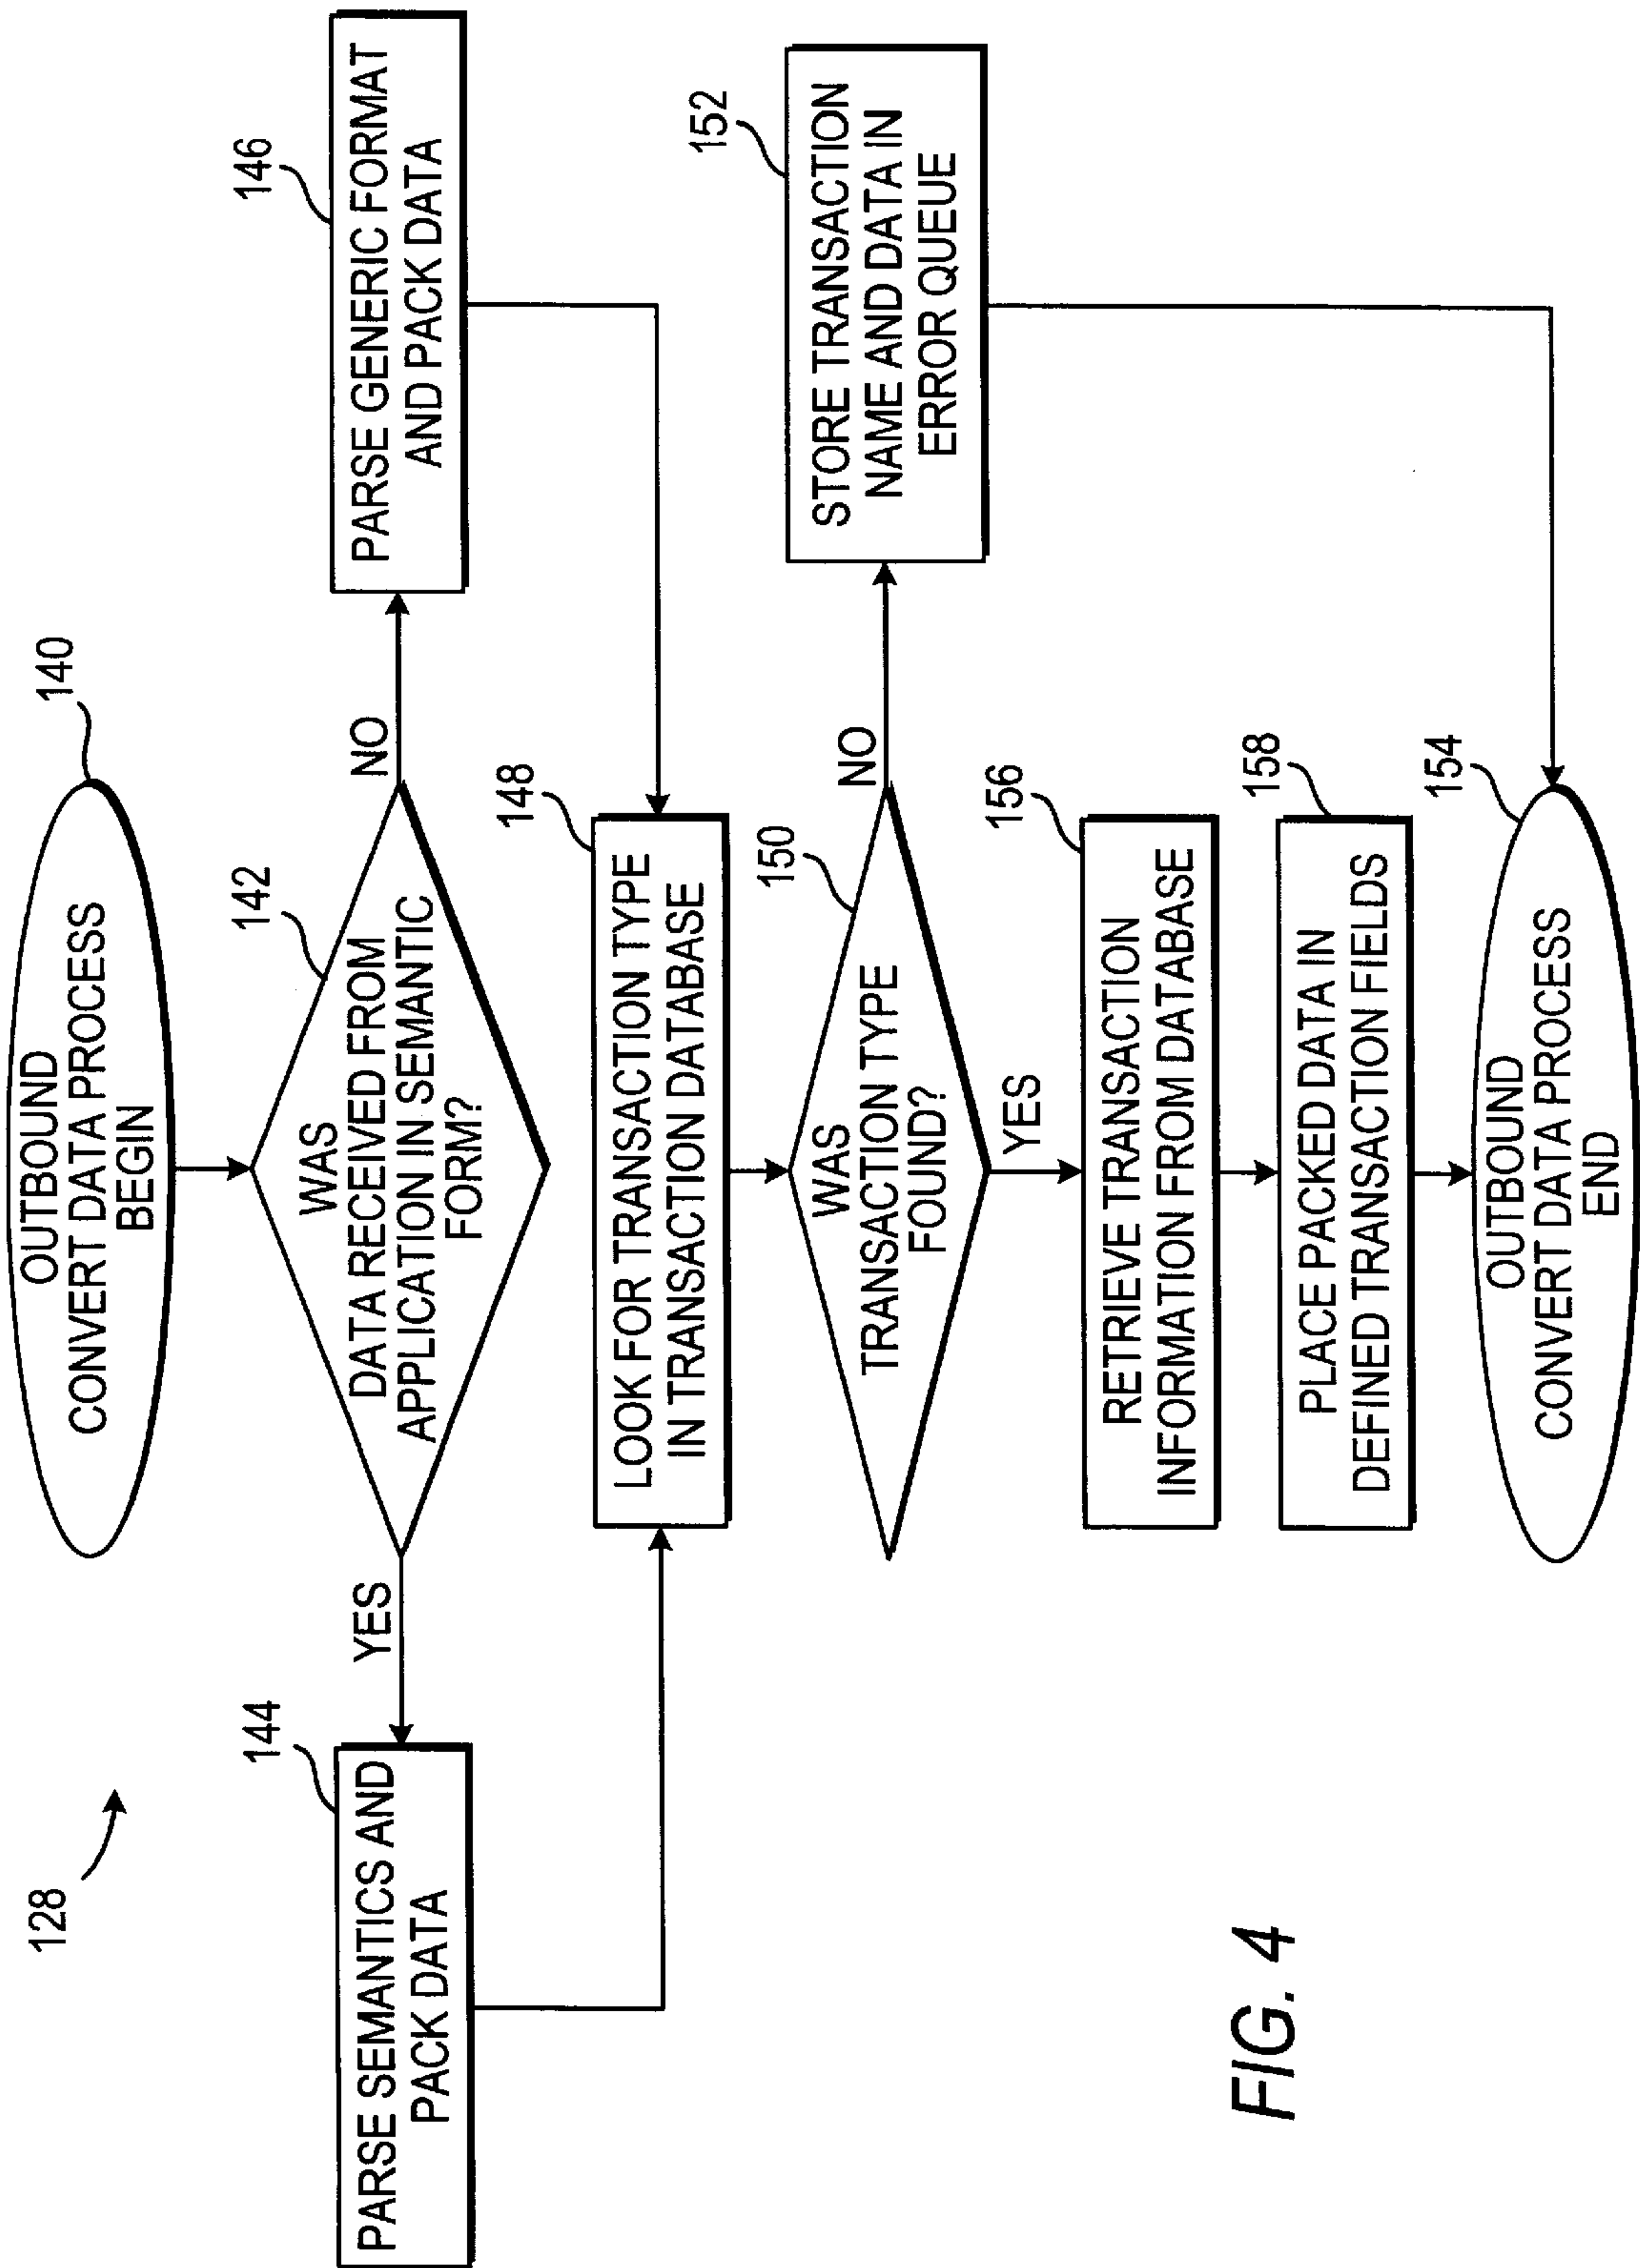 128
OUTBOUND
CONVERT DATA PROCESS
BEGIN
140
WAS
DATA RECEIVED FROM
APPLICATION IN SEMANTIC
FORM?
142
YES
NO
144
PARSE SEMANTICS AND
PACK DATA
146
PARSE GENERIC FORMAT
AND PACK DATA
148
LOOK FOR TRANSACTION TYPE
IN TRANSACTION DATABASE
150
WAS
TRANSACTION TYPE
FOUND?
NO
YES
152
STORE TRANSACTION
NAME AND DATA IN
ERROR QUEUE
156
RETRIEVE TRANSACTION
INFORMATION FROM DATABASE
158
PLACE PACKED DATA IN
DEFINED TRANSACTION FIELDS
154
OUTBOUND
CONVERT DATA PROCESS
END
FIG. 4